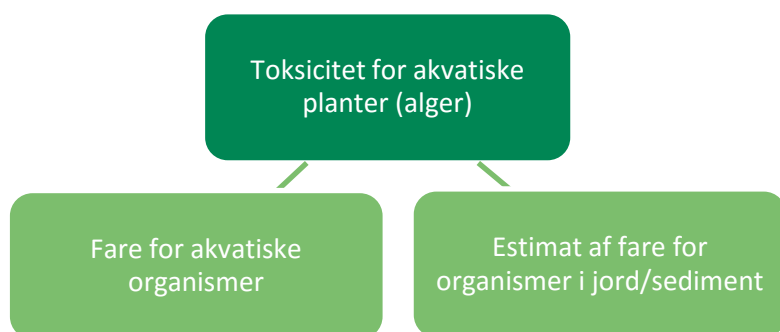 Toksicitet for akvatiske
planter (alger)
Fare for akvatiske
organismer
Estimat af fare for
organismer i jord/sediment